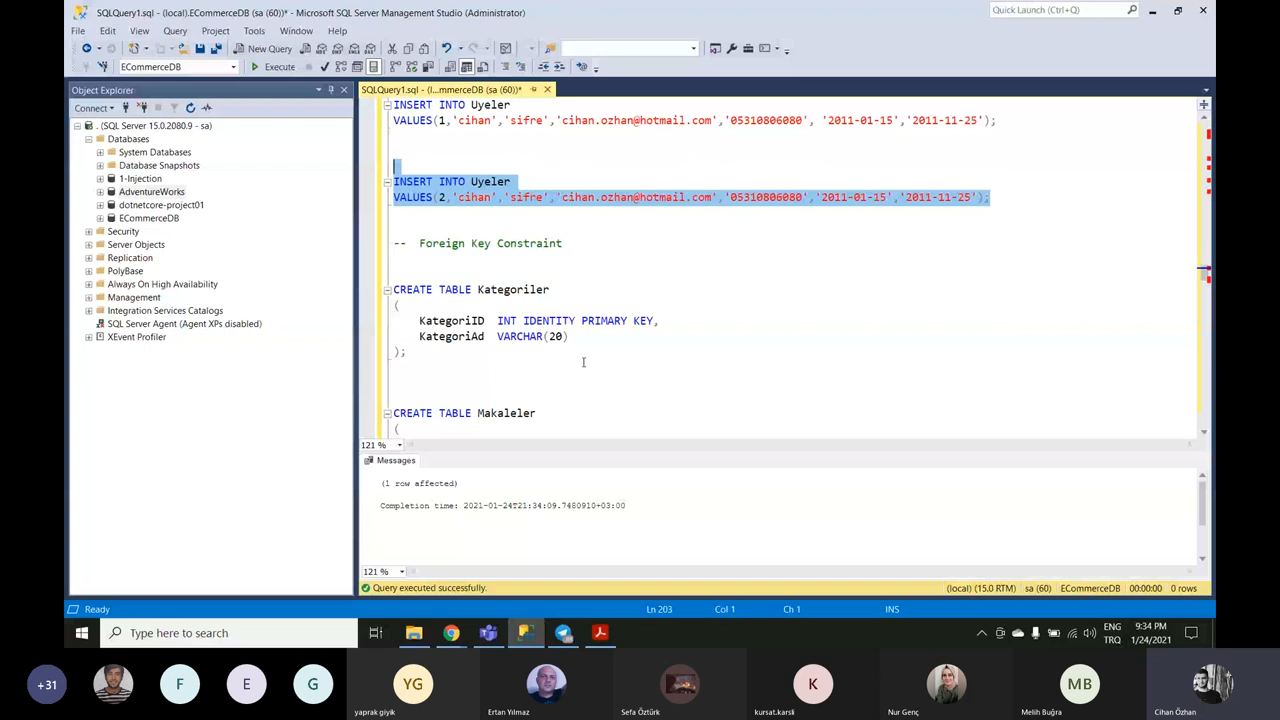 SQLQuery1.sql - (local).ECommerceDB (sa (60))* - Microsoft SQL Server Management Studio (Administrator)
Quick Launch (Ctrl+Q)
File Edit View Query Project Tools Window Help
New Query
ECommerceDB
Execute
Object Explorer
Connect
. (SQL Server 15.0.2080.9 - sa)
Databases
System Databases
Database Snapshots
1-Injection
AdventureWorks
dotnetcore-project01
ECommerceDB
Security
Server Objects
Replication
PolyBase
Always On High Availability
Management
Integration Services Catalogs
SQL Server Agent (Agent XPs disabled)
XEvent Profiler
SQLQuery1.sql - (l...mmerceDB (sa (60))*
INSERT INTO Uyeler
VALUES(1,'cihan','sifre','cihan.ozhan@hotmail.com','05310806080', '2011-01-15','2011-11-25');
INSERT INTO Uyeler
VALUES(2,'cihan','sifre','cihan.ozhan@hotmail.com','05310806080','2011-01-15','2011-11-25');
-- Foreign Key Constraint
CREATE TABLE Kategoriler
(
KategoriID INT IDENTITY PRIMARY KEY,
KategoriAd VARCHAR(20)
);
CREATE TABLE Makaleler
(
121 %
Messages
(1 row affected)
Completion time: 2021-01-24T21:34:09.7480910+03:00
121 %
Query executed successfully.
(local) (15.0 RTM) sa (60) ECommerceDB 00:00:00 0 rows
Ready
Ln 203 Col 1 Ch 1 INS
Type here to search
ENG
TRQ
9:34 PM
1/24/2021
+31
F
E
G
YG
yaprak giyik
Ertan Yılmaz
Sefa Öztürk
K
kursat.karsli
Nur Genç
MB
Melih Buğra
Cihan Özhan